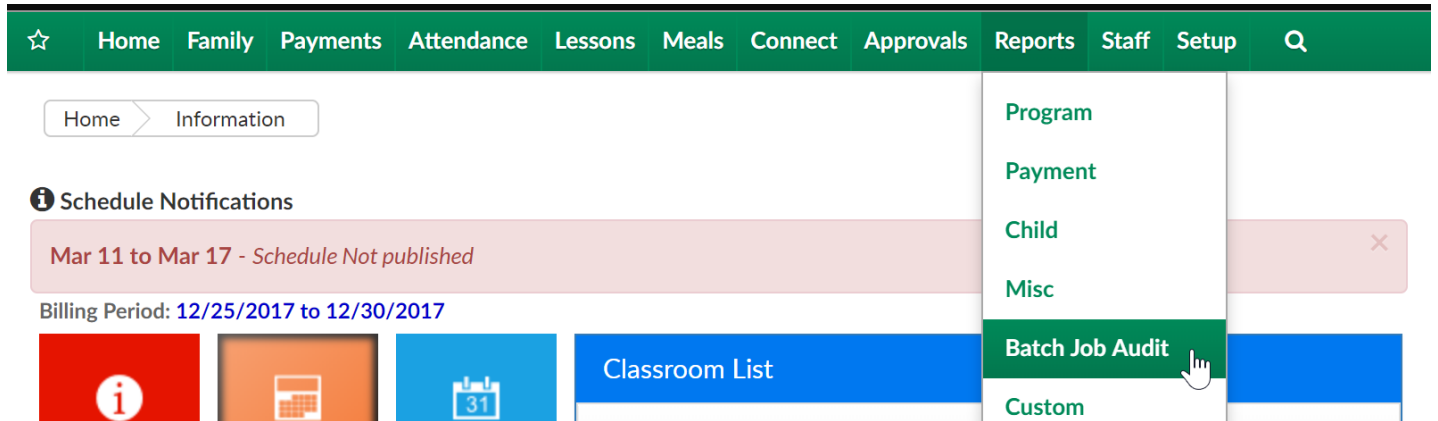 Home Family Payments Attendance Lessons Meals Connect Approvals Reports Staff Setup
Home Information
Schedule Notifications
Mar 11 to Mar 17 - Schedule Not published
Billing Period: 12/25/2017 to 12/30/2017
31
Classroom List
Program
Payment
Child
Misc
Batch Job Audit
Custom